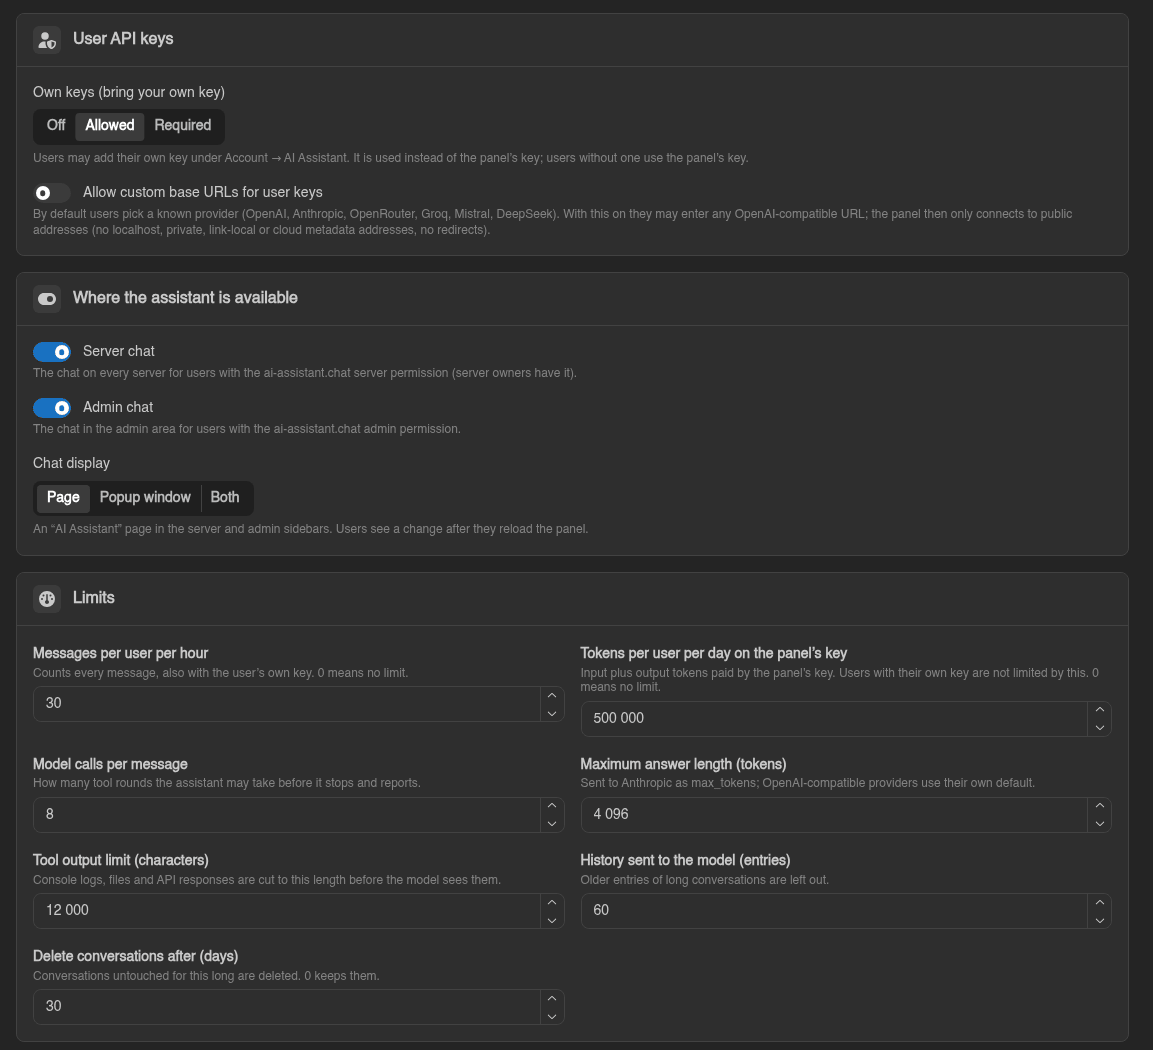 User API keys
Own keys (bring your own key)
Off Allowed Required
Users may add their own key under Account → AI Assistant. It is used instead of the panel's key; users without one use the panel's key.
Allow custom base URLs for user keys
By default users pick a known provider (OpenAI, Anthropic, OpenRouter, Groq, Mistral, DeepSeek). With this on they may enter any OpenAI-compatible URL; the panel then only connects to public
addresses (no localhost, private, link-local or cloud metadata addresses, no redirects).
Where the assistant is available
Server chat
The chat on every server for users with the ai-assistant.chat server permission (server owners have it).
Admin chat
The chat in the admin area for users with the ai-assistant.chat admin permission.
Chat display
Page Popup window Both
An “AI Assistant” page in the server and admin sidebars. Users see a change after they reload the panel.
Limits
Messages per user per hour
Counts every message, also with the user's own key. 0 means no limit.
30
Tokens per user per day on the panel's key
Input plus output tokens paid by the panel's key. Users with their own key are not limited by this. 0
means no limit.
500 000
Model calls per message
How many tool rounds the assistant may take before it stops and reports.
8
Maximum answer length (tokens)
Sent to Anthropic as max_tokens; OpenAI-compatible providers use their own default.
4 096
Tool output limit (characters)
Console logs, files and API responses are cut to this length before the model sees them.
12 000
History sent to the model (entries)
Older entries of long conversations are left out.
60
Delete conversations after (days)
Conversations untouched for this long are deleted. 0 keeps them.
30